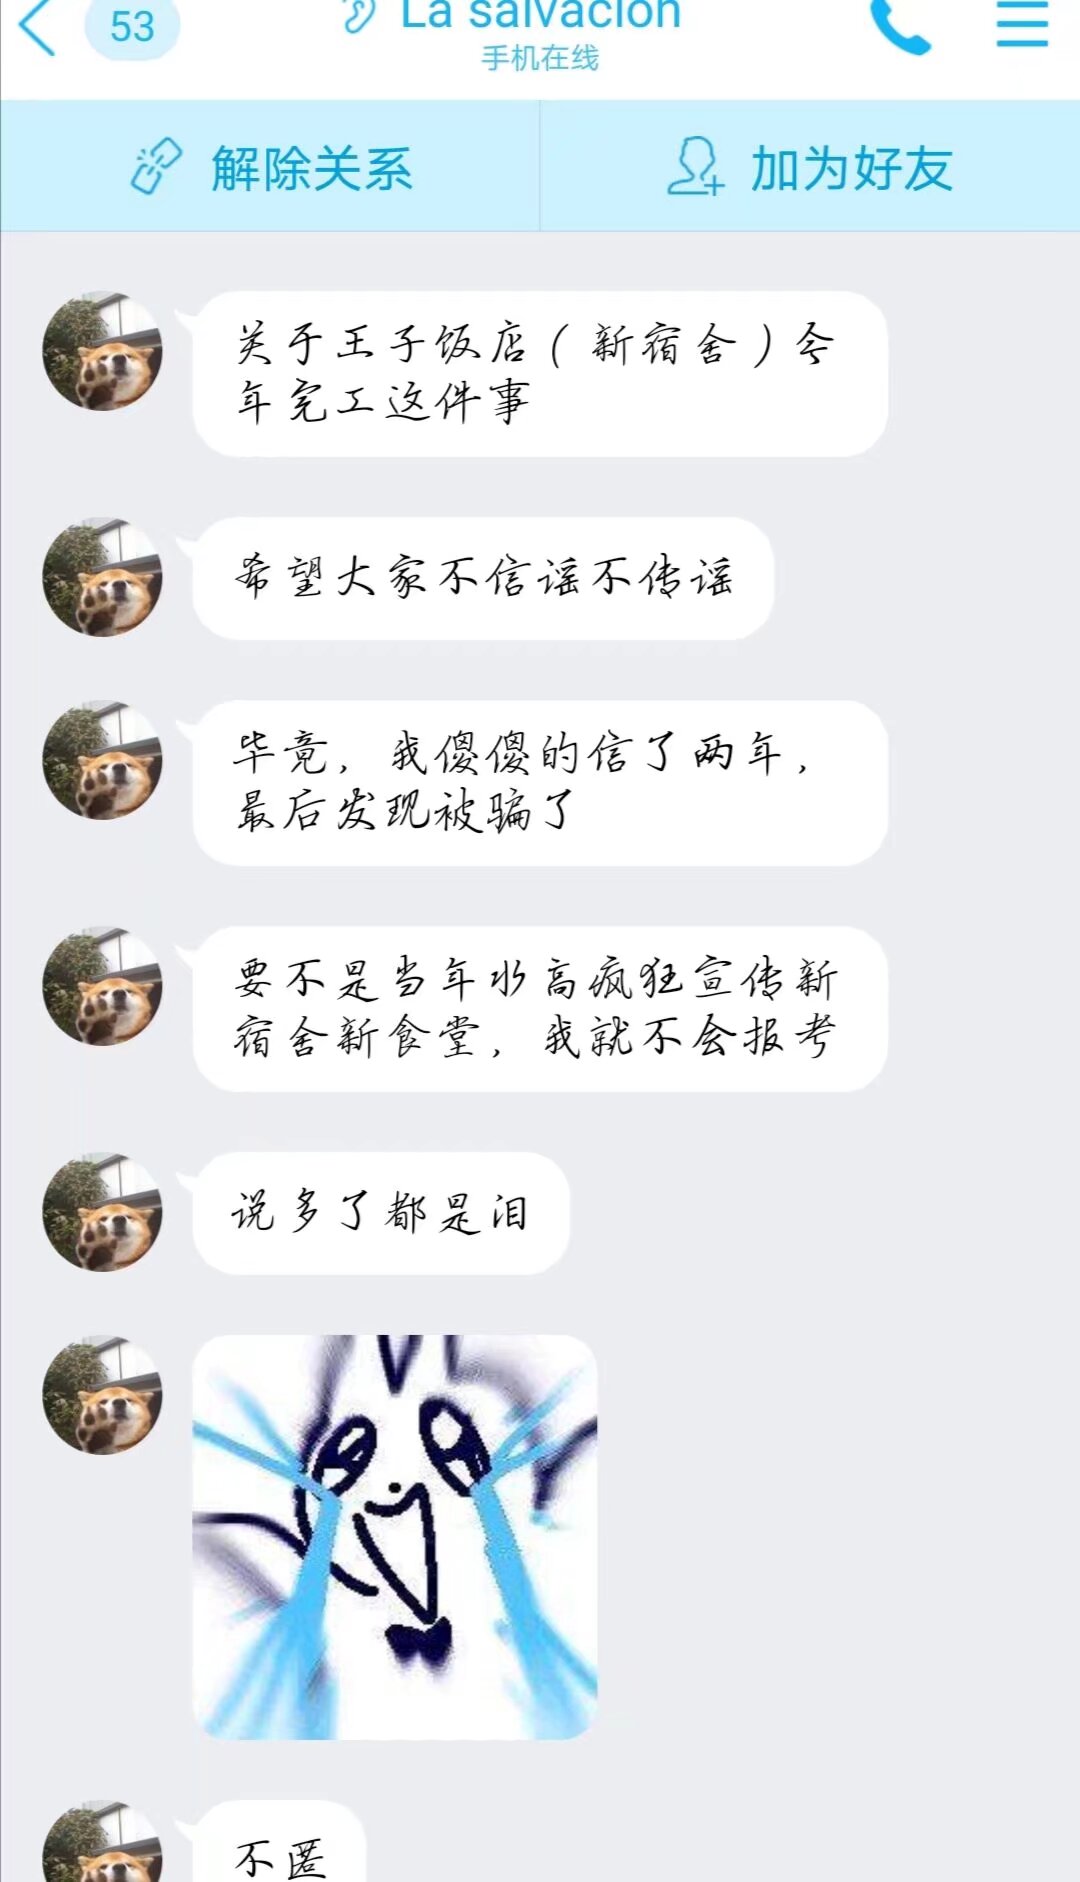 53
La salvación
手机在线
解除关系
加为好友
关于王子饭店(新宿舍)今
年完工这件事
希望大家不信谣不传谣
毕竟,我傻傻的信了两年,
最后发现被骗了
要不是当年水高疯狂宣传新
宿舍新食堂,我就不会报考
说多了都是泪
不匿